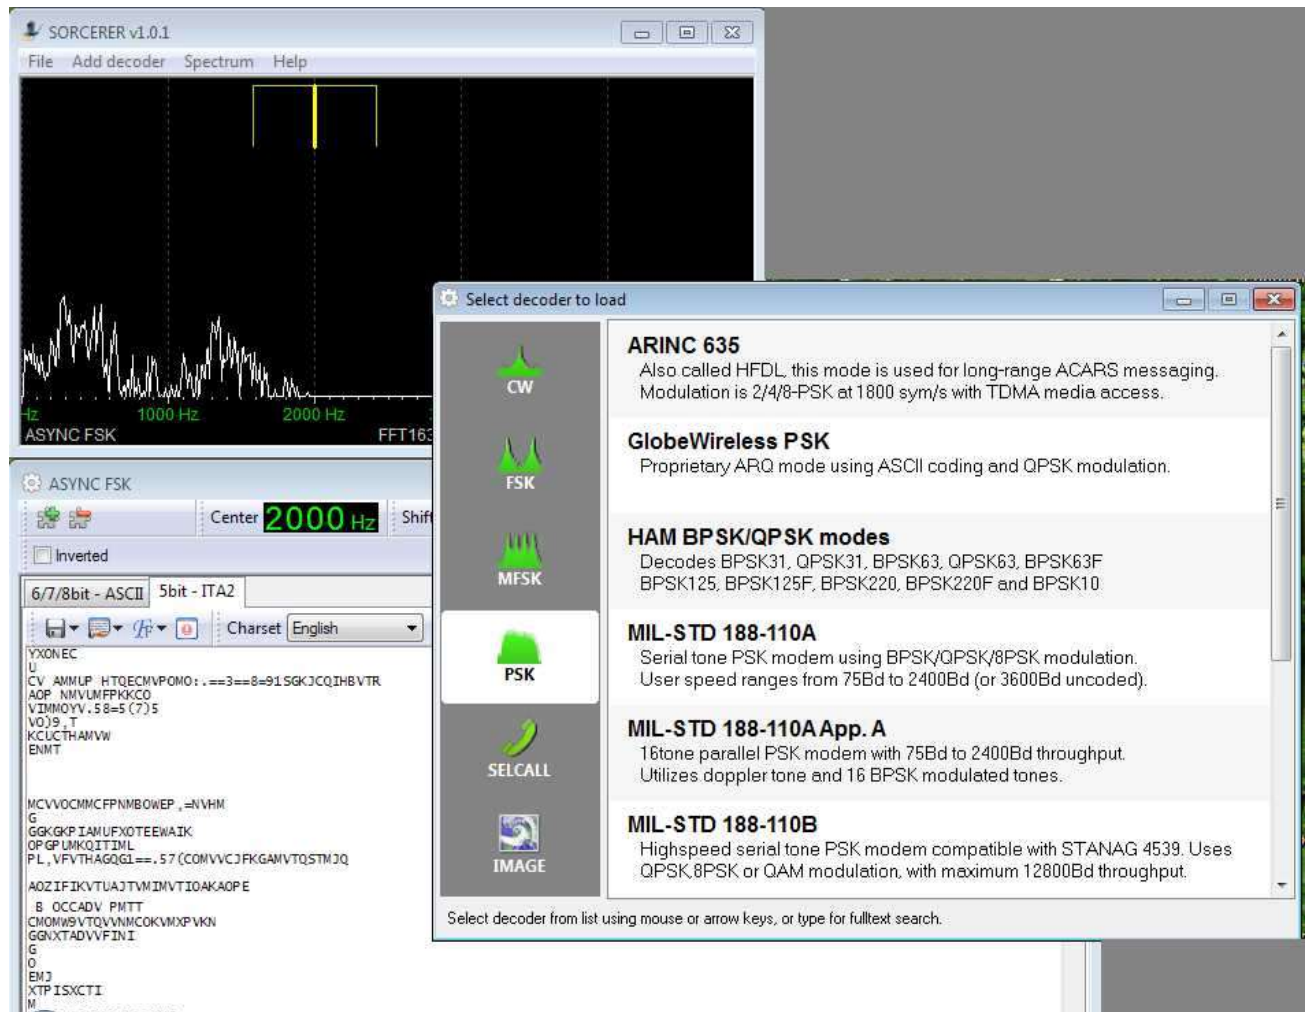 SORCERER v1.0.1
File Add decoder Spectrum Help
Hz 1000 Hz 2000 Hz
ASYNC FSK FFT163
ASYNC FSK
Center 2000 Hz Shift
Inverted
6/7/8bit - ASCII 5bit - ITA2
Charset English
YXONEC
U
CV AMMUP HTQECMVPOMO:.==3==8=91SGKJCQIHBVTR
AOP NMVUMFPKKCO
VIMMOYV.58=5(7)5
VO)9,T
KCUCTHAMVW
ENMT
MCVVOCMMCFPNMBOWEP,=NVHM
G
GGKGKPIAMUFXOTEEWAIK
OPGPUMKQITIML
PL,VFVTHAGQG1==.57(COMVVCJFKGAMVTQSTMJQ
AOZIFIKVTUAJTVMIMVTIOAKAOPE
B OCCADV PMTT
CMOMW9VTQVVNMCOKVMXPVKN
GGNXTADVVFINI
G
O
EMJ
XTPISXCTI
M
Select decoder to load
CW
FSK
MFSK
PSK
SELCALL
IMAGE
ARINC 635
Also called HFDL, this mode is used for long-range ACARS messaging.
Modulation is 2/4/8-PSK at 1800 sym/s with TDMA media access.
GlobeWireless PSK
Proprietary ARQ mode using ASCII coding and QPSK modulation.
HAM BPSK/QPSK modes
Decodes BPSK31, QPSK31, BPSK63, QPSK63, BPSK63F
BPSK125, BPSK125F, BPSK220, BPSK220F and BPSK10
MIL-STD 188-110A
Serial tone PSK modem using BPSK/QPSK/8PSK modulation.
User speed ranges from 75Bd to 2400Bd (or 3600Bd uncoded).
MIL-STD 188-110A App. A
16tone parallel PSK modem with 75Bd to 2400Bd throughput.
Utilizes doppler tone and 16 BPSK modulated tones.
MIL-STD 188-110B
Highspeed serial tone PSK modem compatible with STANAG 4539. Uses
QPSK,8PSK or QAM modulation, with maximum 12800Bd throughput.
Select decoder from list using mouse or arrow keys, or type for fulltext search.